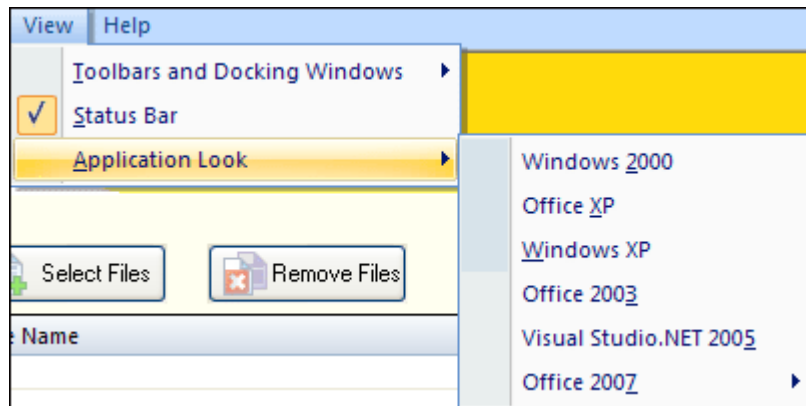 View Help
Toolbars and Docking Windows
Status Bar
Application Look
Windows 2000
Office XP
Windows XP
Select Files Remove Files
Office 2003
Name
Visual Studio.NET 2005
Office 2007